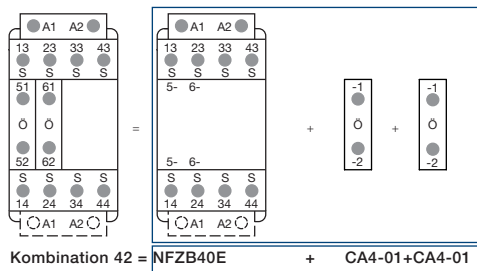 A1 A2 A1 A2
13 23 33 43 13 23 33 43
S S S S S S S S
51 61 5- 6- -1 -1
Ö Ö = + Ö + Ö
52 62 5- 6- -2 -2
S S S S S S S S
14 24 34 44 14 24 34 44
A1 A2 A1 A2
Kombination 42 = NFZB40E + CA4-01+CA4-01